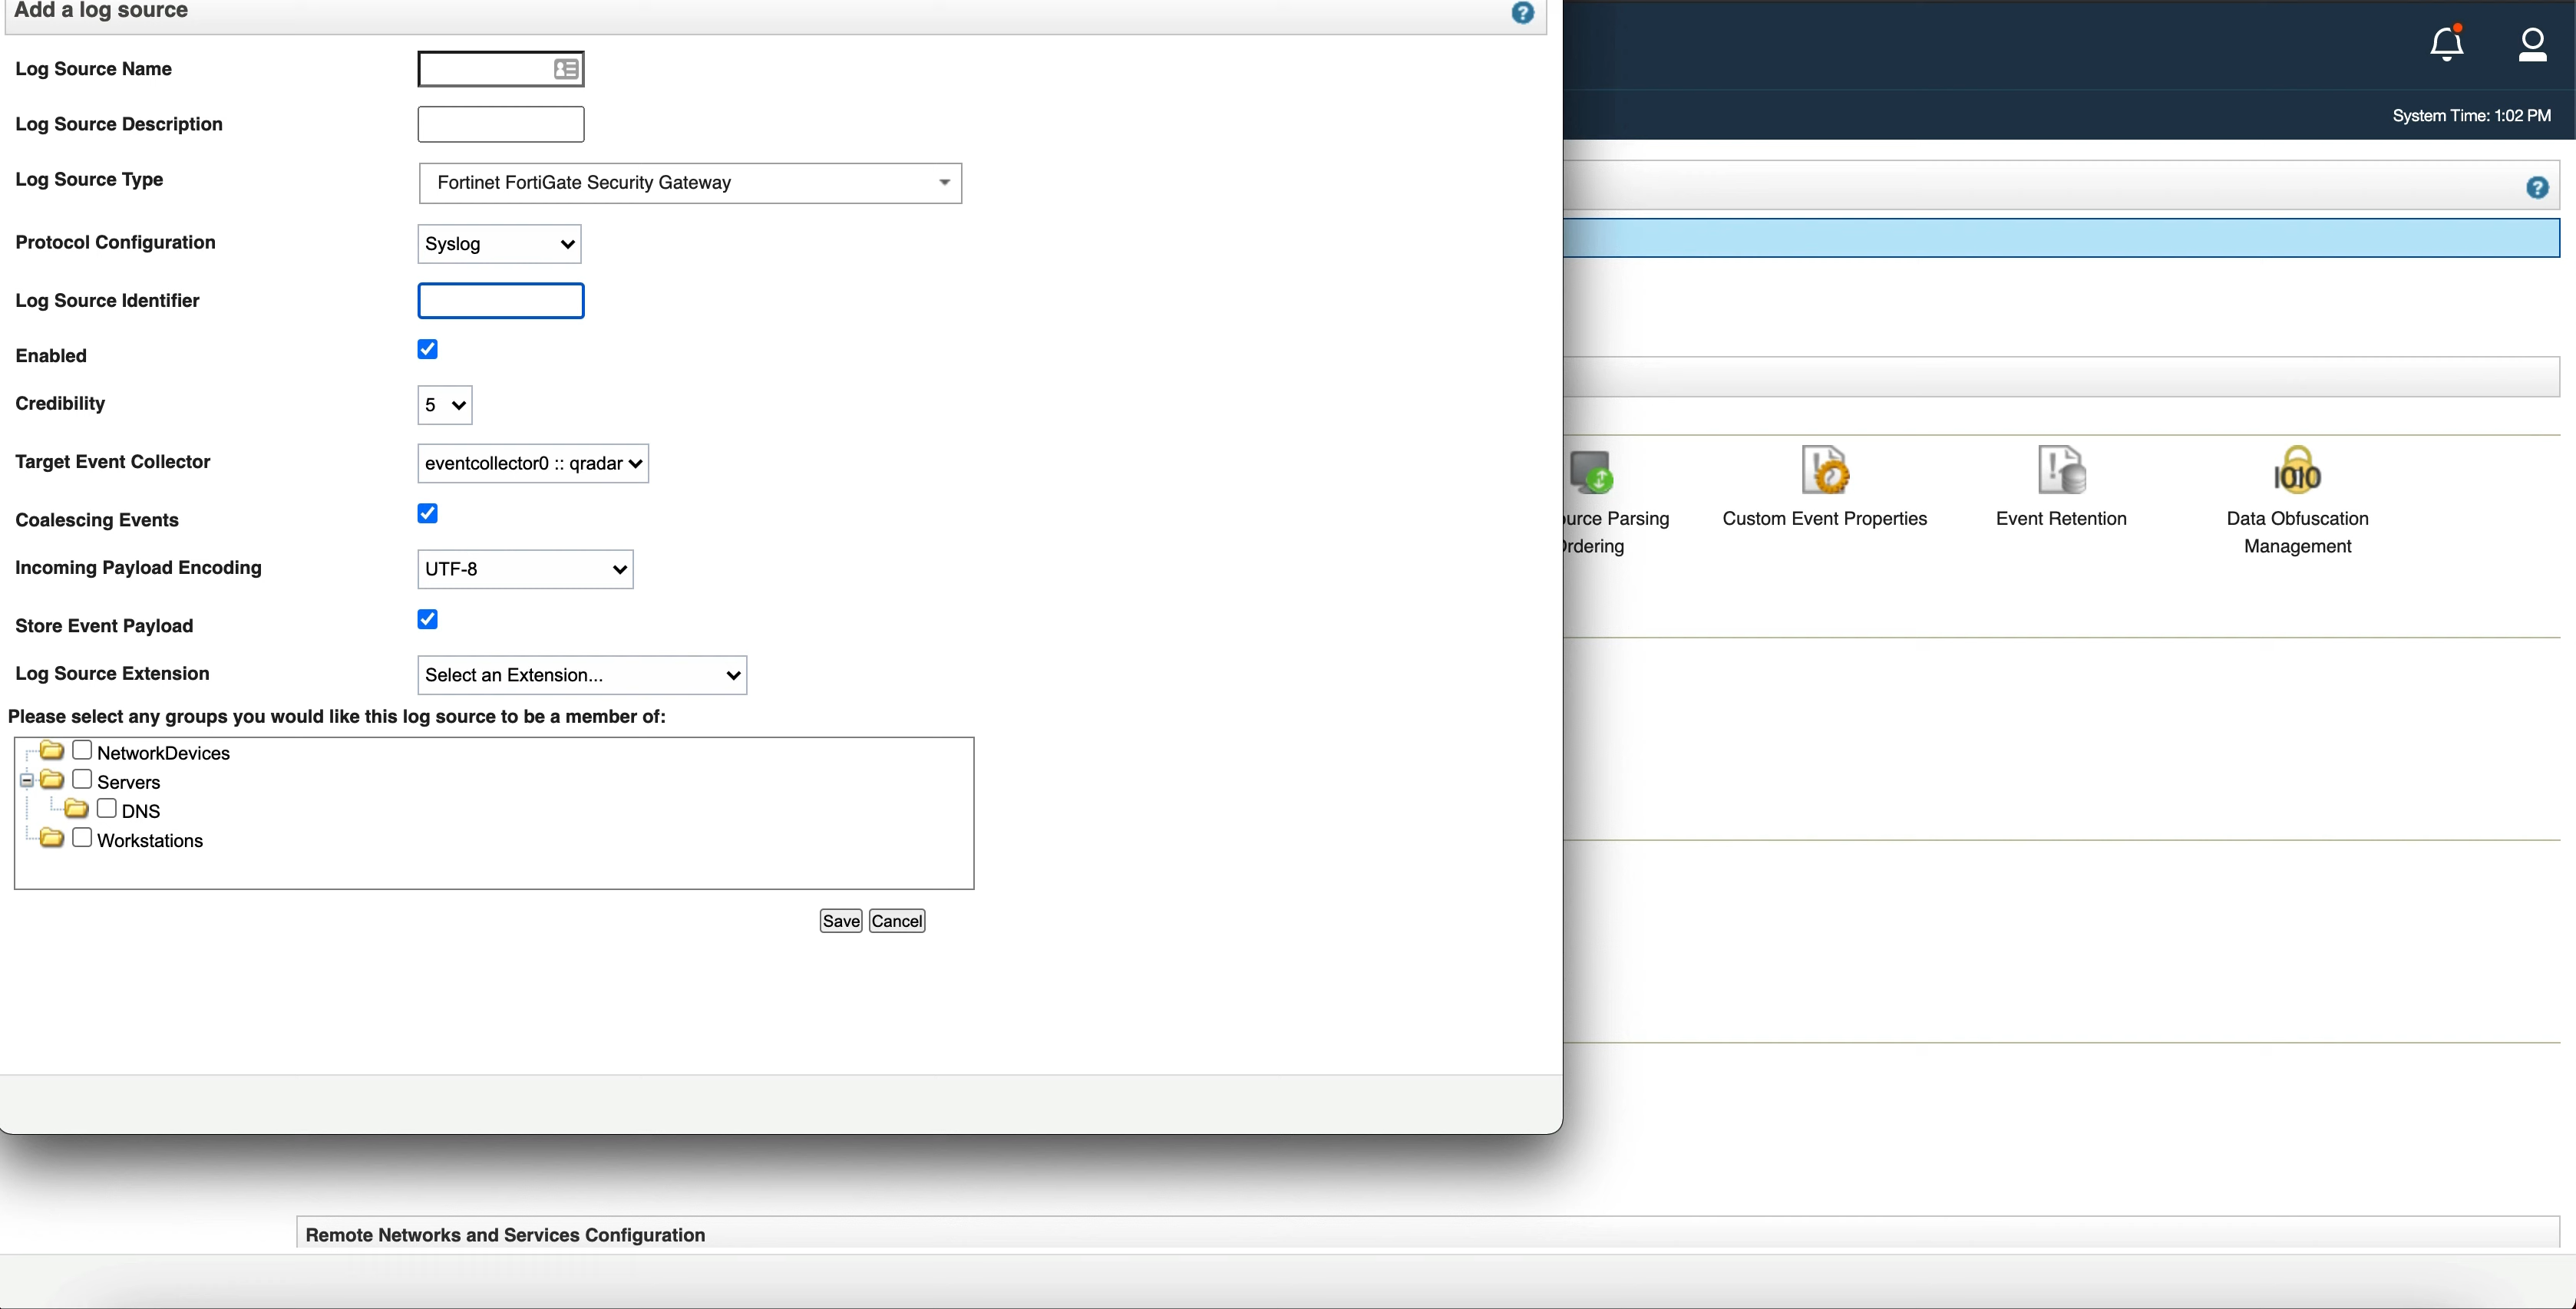 Add a log source
System Time: 1:02 PM
Log Source Name
Log Source Description
Log Source Type
Fortinet FortiGate Security Gateway
Protocol Configuration
Syslog
Log Source Identifier
Enabled
Credibility
5
Target Event Collector
eventcollector0 :: qradar
Coalescing Events
Incoming Payload Encoding
UTF-8
Store Event Payload
Log Source Extension
Select an Extension...
Please select any groups you would like this log source to be a member of:
NetworkDevices
Servers
DNS
Workstations
Save Cancel
Parsing
Custom Event Properties
Event Retention
Data Obfuscation
Management
1010
Remote Networks and Services Configuration